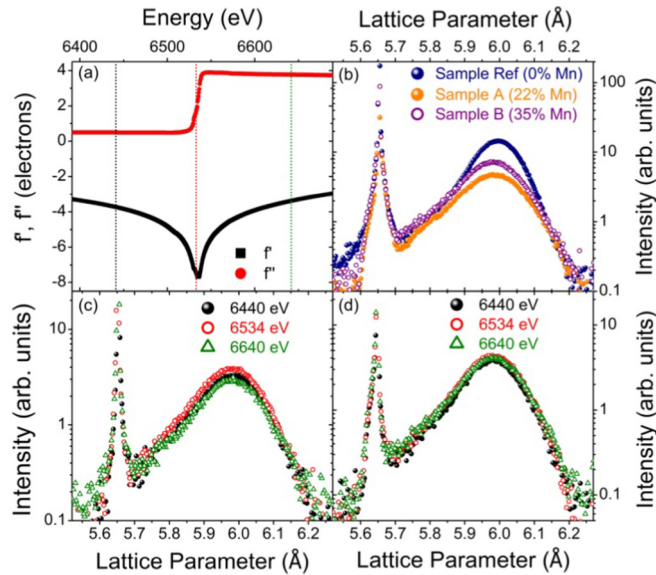 Energy (eV)
6400 6500 6600
Lattice Parameter (Å)
5.6 5.7 5.8 5.9 6.0 6.1 6.2
(a)
4
2
0
-2
-4
-6
-8
f', f'' (electrons)
f'
f''
(b)
Sample Ref (0% Mn)
Sample A (22% Mn)
Sample B (35% Mn)
100
10
1
0.1
Intensity (arb. units)
(c)
6440 eV
6534 eV
6640 eV
10
1
0.1
Intensity (arb. units)
5.6 5.7 5.8 5.9 6.0 6.1 6.2
Lattice Parameter (Å)
(d)
6440 eV
6534 eV
6640 eV
10
1
0.1
Intensity (arb. units)
5.6 5.7 5.8 5.9 6.0 6.1 6.2
Lattice Parameter (Å)